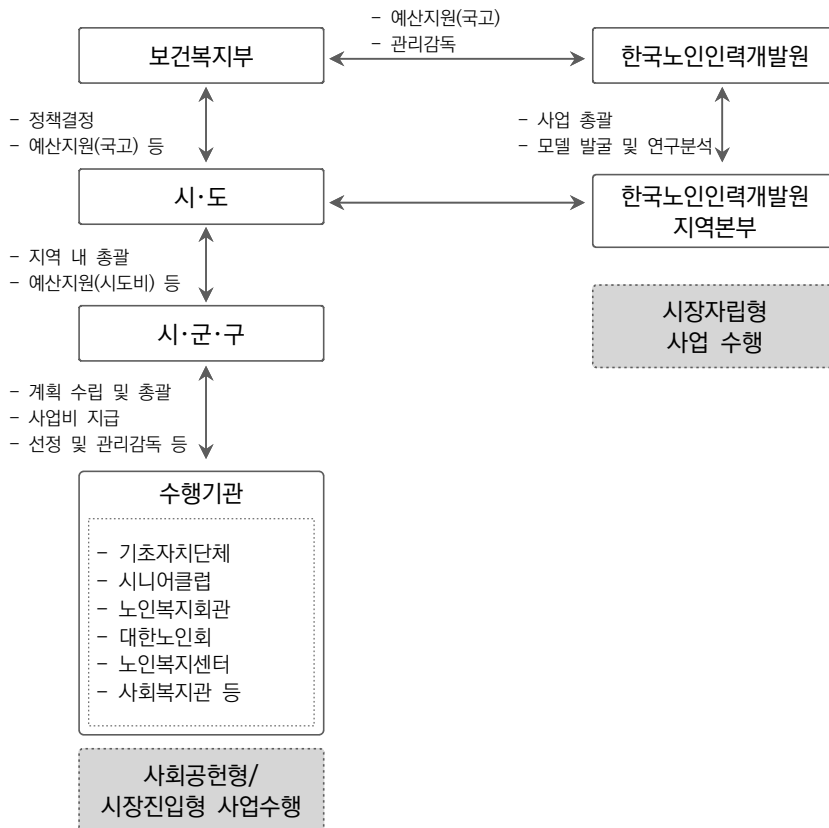 - 예산지원(국고)
- 관리감독
보건복지부
한국노인인력개발원
- 정책결정
- 예산지원(국고) 등
- 사업 총괄
- 모델 발굴 및 연구분석
시·도
한국노인인력개발원
지역본부
- 지역 내 총괄
- 예산지원(시도비) 등
시·군·구
시장자립형
사업 수행
- 계획 수립 및 총괄
- 사업비 지급
- 선정 및 관리감독 등
수행기관
- 기초자치단체
- 시니어클럽
- 노인복지회관
- 대한노인회
- 노인복지센터
- 사회복지관 등
사회공헌형/
시장진입형 사업수행